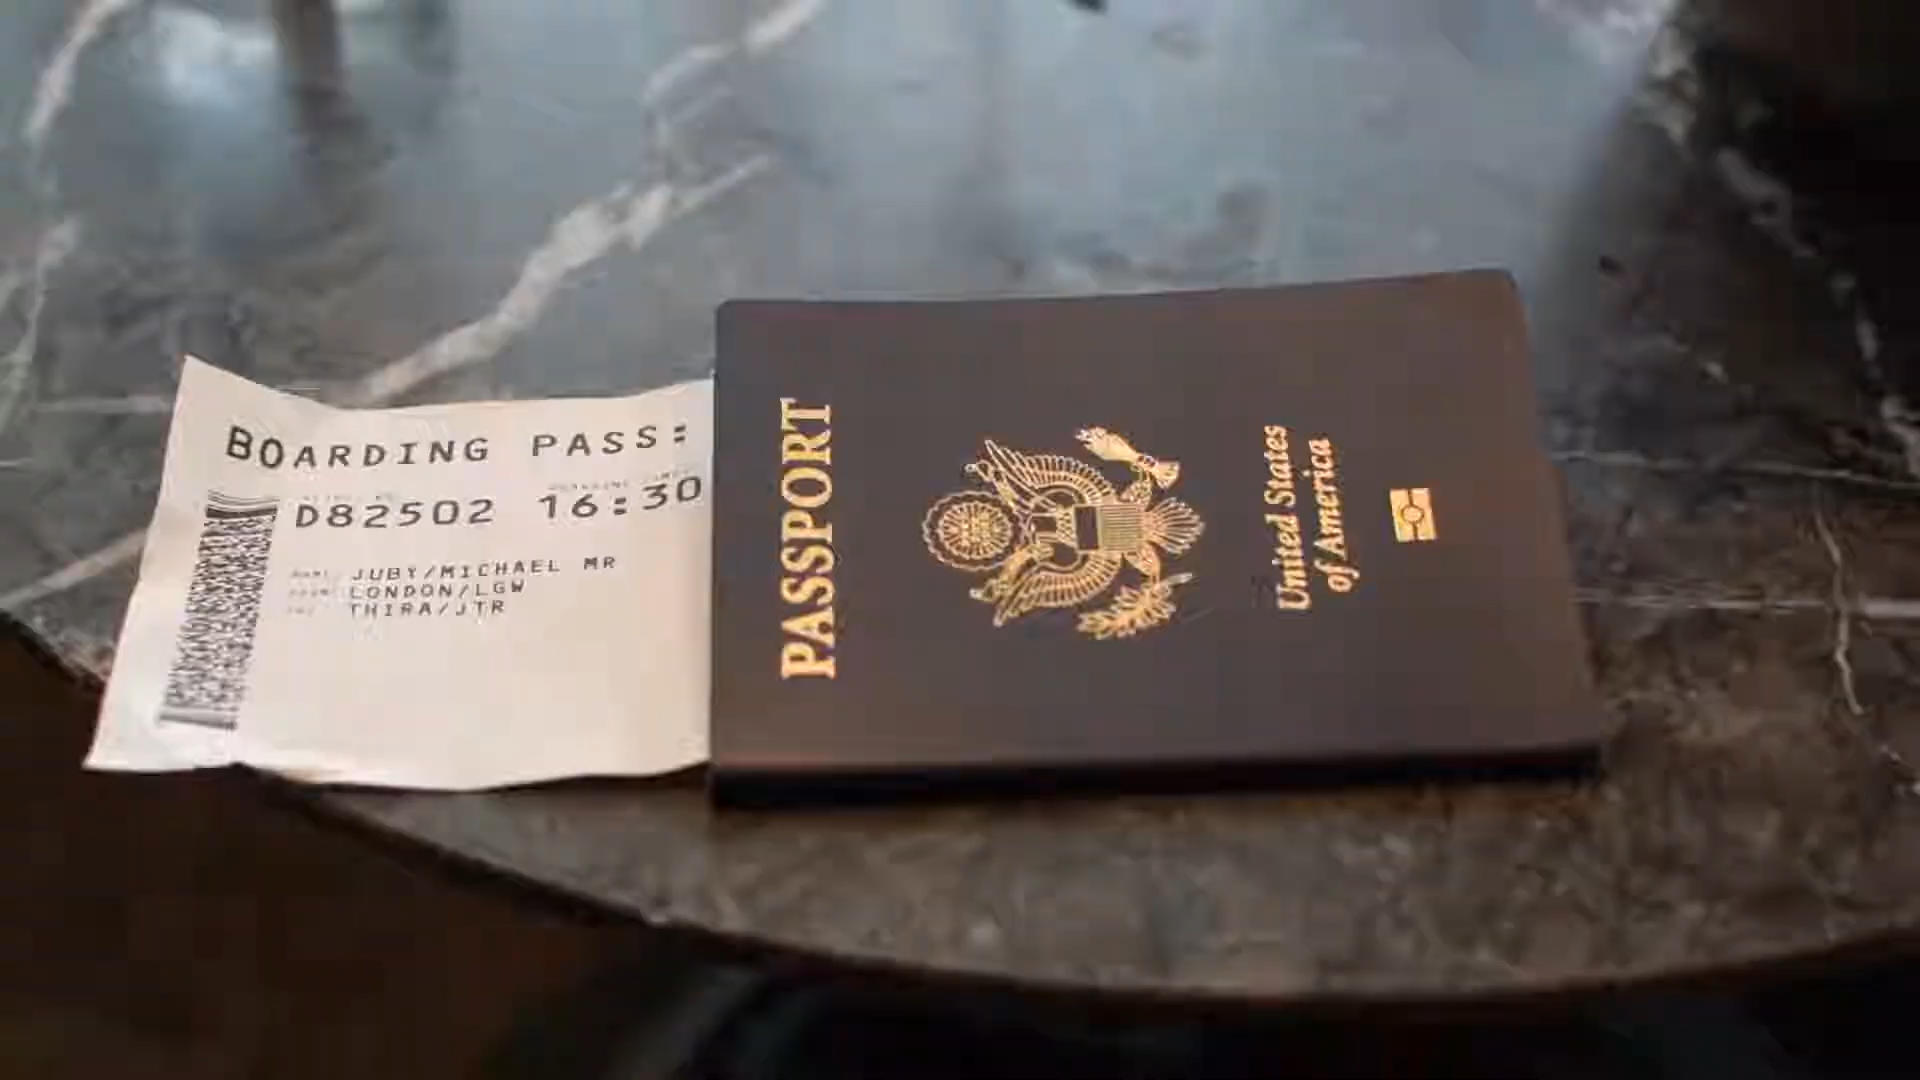 BOARDING PASS:
D82502 16:30
JUBY/MICHAEL MR
LONDON/LGW
THIRA/JTR
PASSPORT
United States
of America